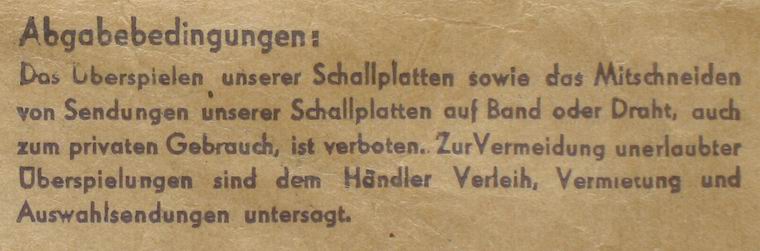 Abgabebedingungen:
Das Überspielen unserer Schallplatten sowie das Mitschneiden
von Sendungen unserer Schallplatten auf Band oder Draht, auch
zum privaten Gebrauch, ist verboten. Zur Vermeidung unerlaubter
Überspielungen sind dem Händler Verleih, Vermietung und
Auswahlsendungen untersagt.